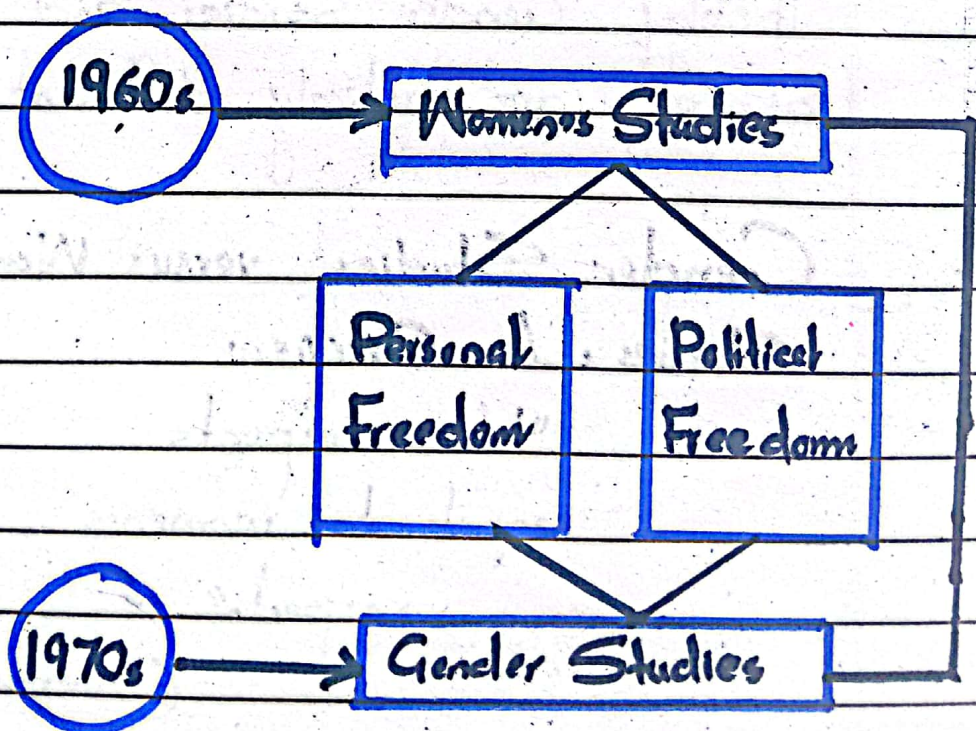 1960s
Women's Studies
Personal
Freedom
Political
Freedom
1970s
Gender Studies